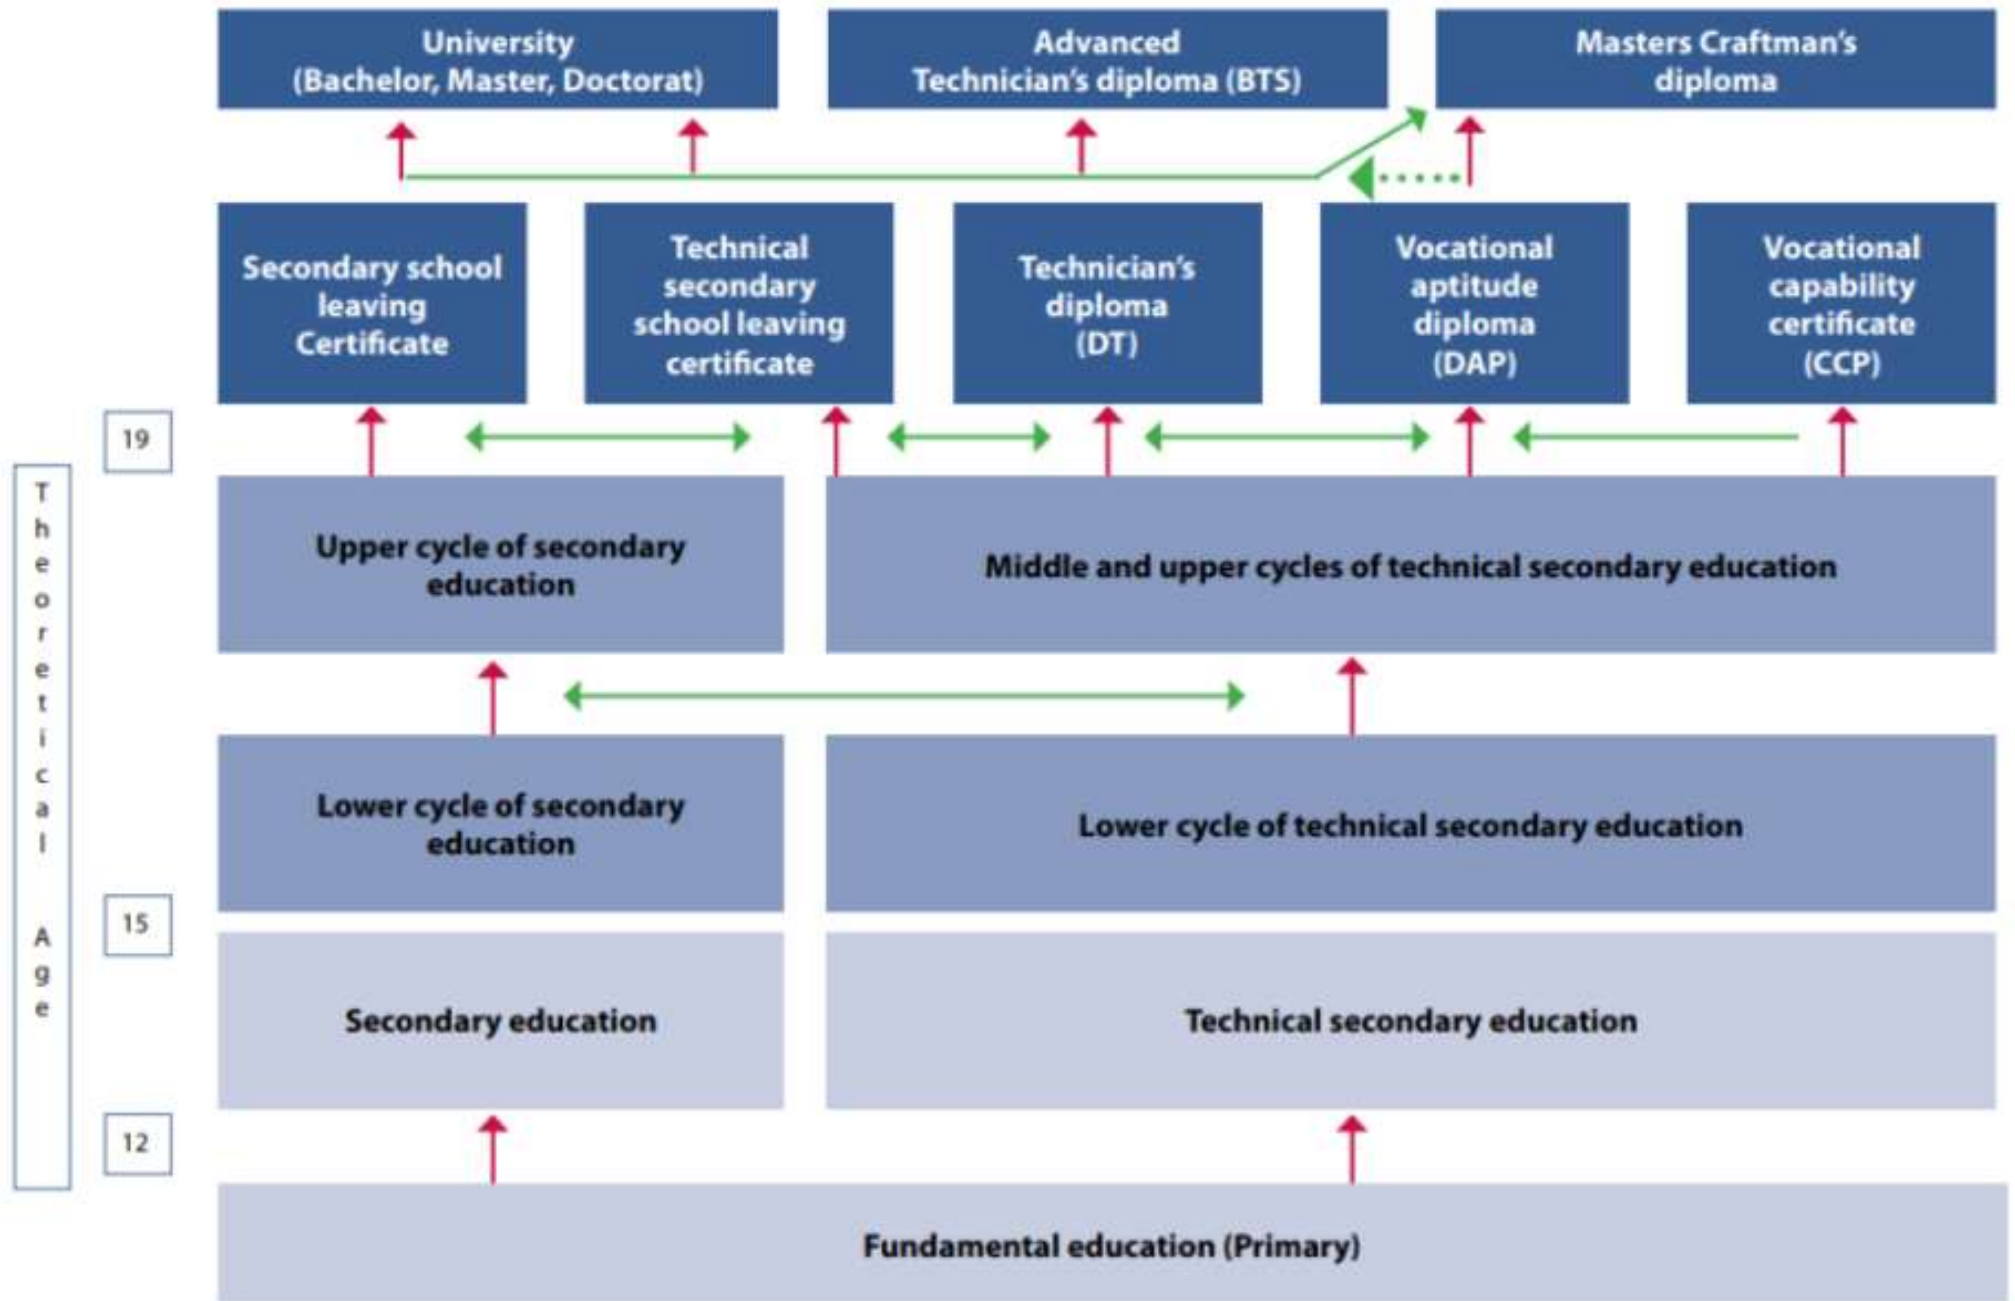 University
(Bachelor, Master, Doctorat)
Advanced
Technician's diploma (BTS)
Masters Craftman's
diploma
Secondary school
leaving
Certificate
Technical
secondary
school leaving
certificate
Technician's
diploma
(DT)
Vocational
aptitude
diploma
(DAP)
Vocational
capability
certificate
(CCP)
19
Theoretical Age
Upper cycle of secondary
education
Middle and upper cycles of technical secondary education
Lower cycle of secondary
education
Lower cycle of technical secondary education
15
Secondary education
Technical secondary education
12
Fundamental education (Primary)